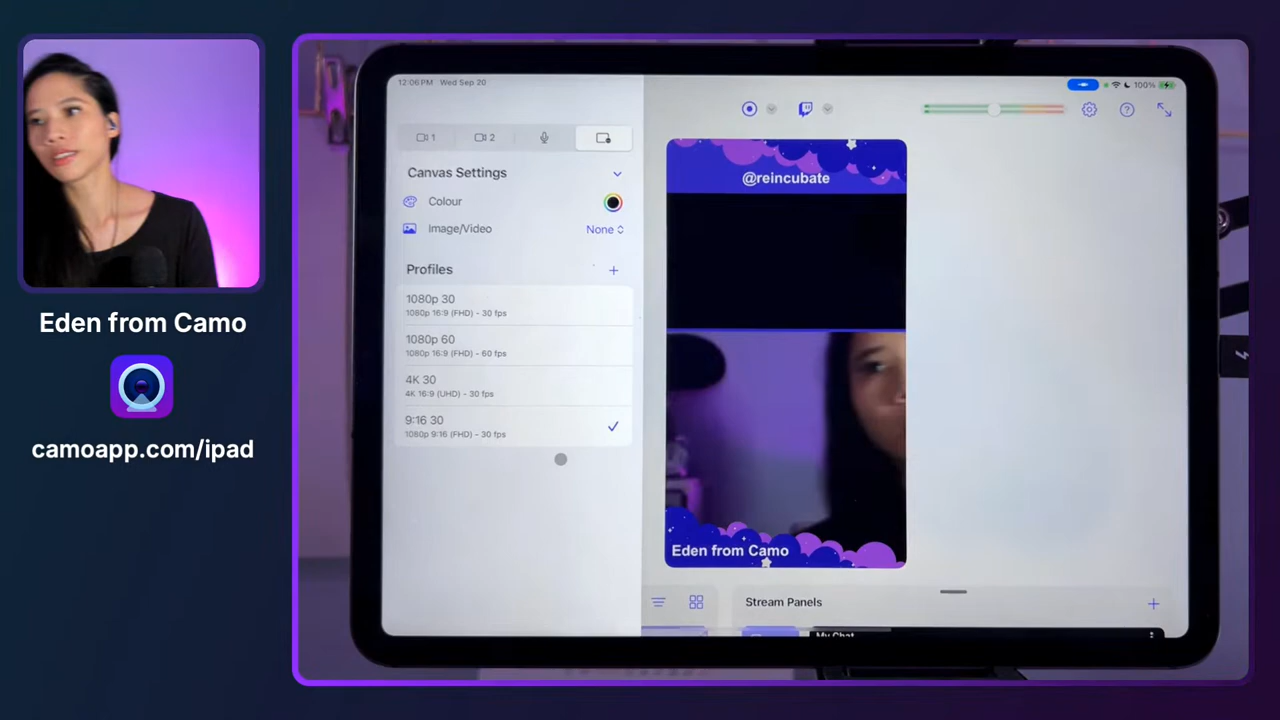 Eden from Camo
camoapp.com/ipad
12:06 PM Wed Sep 20
100%
1
2
Canvas Settings
Colour
Image/Video
None
Profiles
1080p 30
1080p 16:9 (FHD) - 30 fps
1080p 60
1080p 16:9 (FHD) - 60 fps
4K 30
4K 16:9 (UHD) - 30 fps
9:16 30
1080p 9:16 (FHD) - 30 fps
@reincubate
Eden from Camo
Stream Panels
My Chat